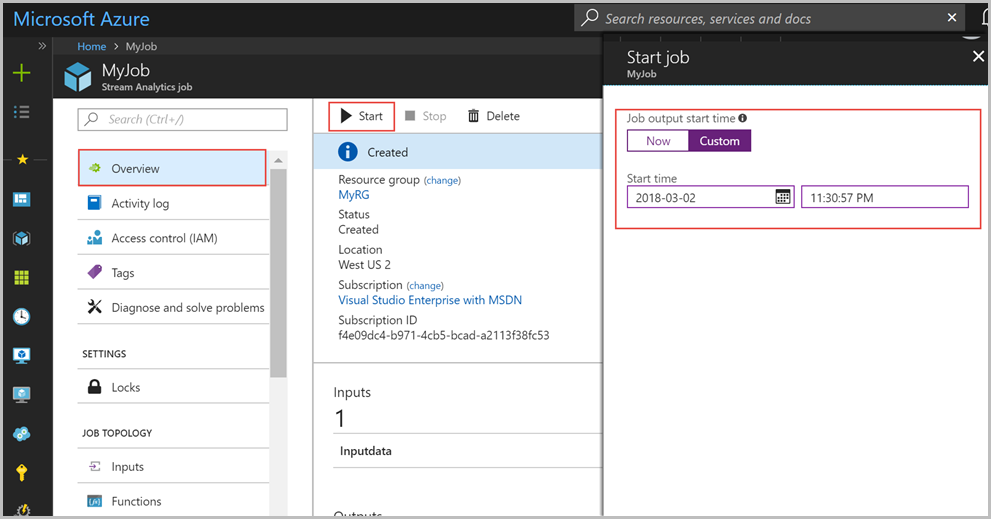 Microsoft Azure
Search resources, services and docs
Home > MyJob
MyJob
Stream Analytics job
Search (Ctrl+/)
Overview
Activity log
Access control (IAM)
Tags
Diagnose and solve problems
SETTINGS
Locks
JOB TOPOLOGY
Inputs
Functions
Start
Stop
Delete
Created
Resource group (change)
MyRG
Status
Created
Location
West US 2
Subscription (change)
Visual Studio Enterprise with MSDN
Subscription ID
f4e09dc4-b971-4cb5-bcad-a2113f38fc53
Inputs
1
Inputdata
Outputs
Start job
MyJob
Job output start time
Now
Custom
Start time
2018-03-02
11:30:57 PM